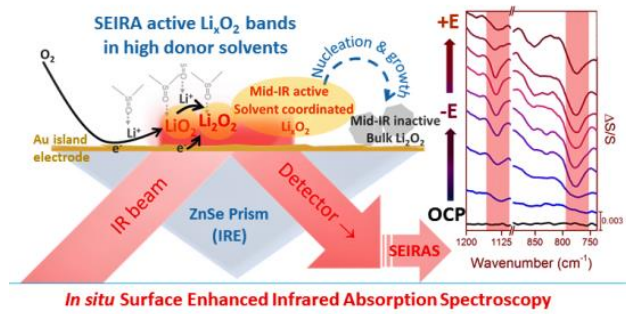 SEIRA active LixO2 bands
in high donor solvents
O2
Li+
e-
Au island
electrode
S=O
S=O
S=O
Li+
LiO2
Li2O2
e-
Mid-IR active
Solvent coordinated
LixO2
Nucleation &
growth
Mid-IR inactive
Bulk Li2O2
IR beam
ZnSe Prism
(IRE)
Detector →
SEIRAS
+E
-E
OCP
ΔS/S
0.003
1200 1125 850 800 750
Wavenumber (cm-1)
In situ Surface Enhanced Infrared Absorption Spectroscopy